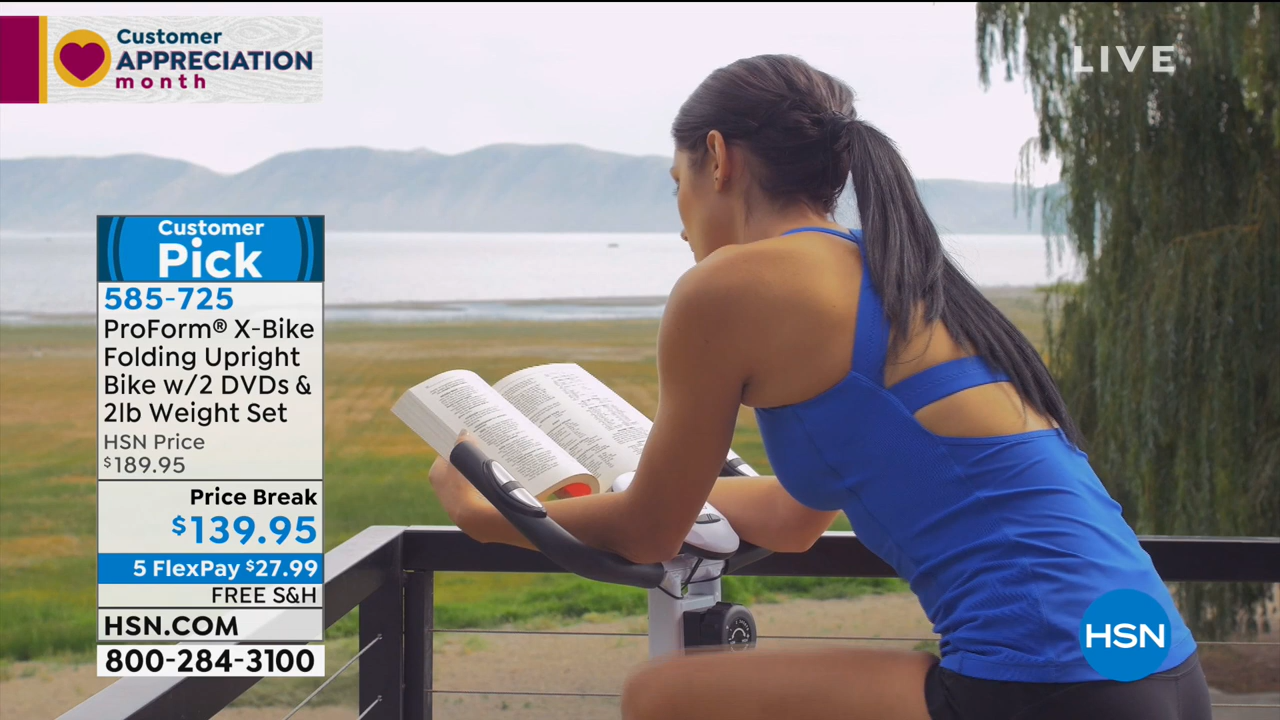 Customer
APPRECIATION
month
LIVE
Customer
Pick
585-725
ProForm® X-Bike
Folding Upright
Bike w/2 DVDs &
2lb Weight Set
HSN Price
$189.95
Price Break
$139.95
5 FlexPay $27.99
FREE S&H
HSN.COM
800-284-3100
HSN